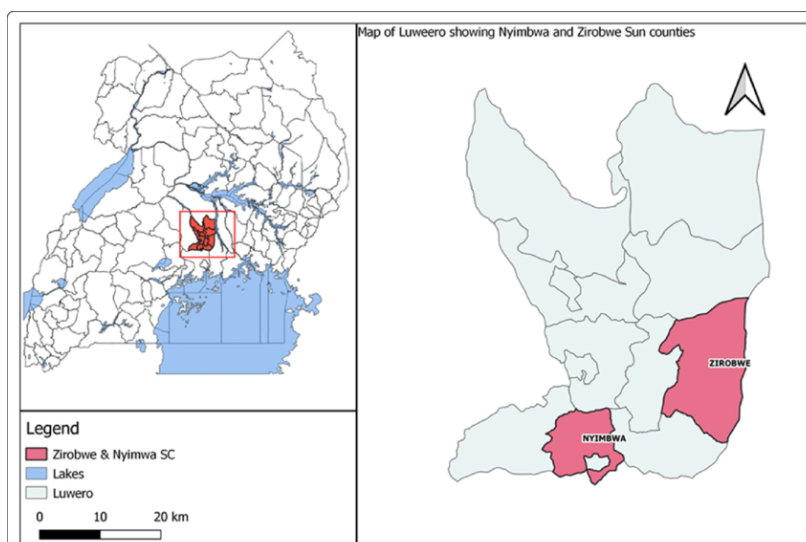 Map of Luweero showing Nyimbwa and Zirobwe Sun counties
ZIROBWE
NYIMBWA
Legend
Zirobwe & Nyimwa SC
Lakes
Luwero
0 10 20 km